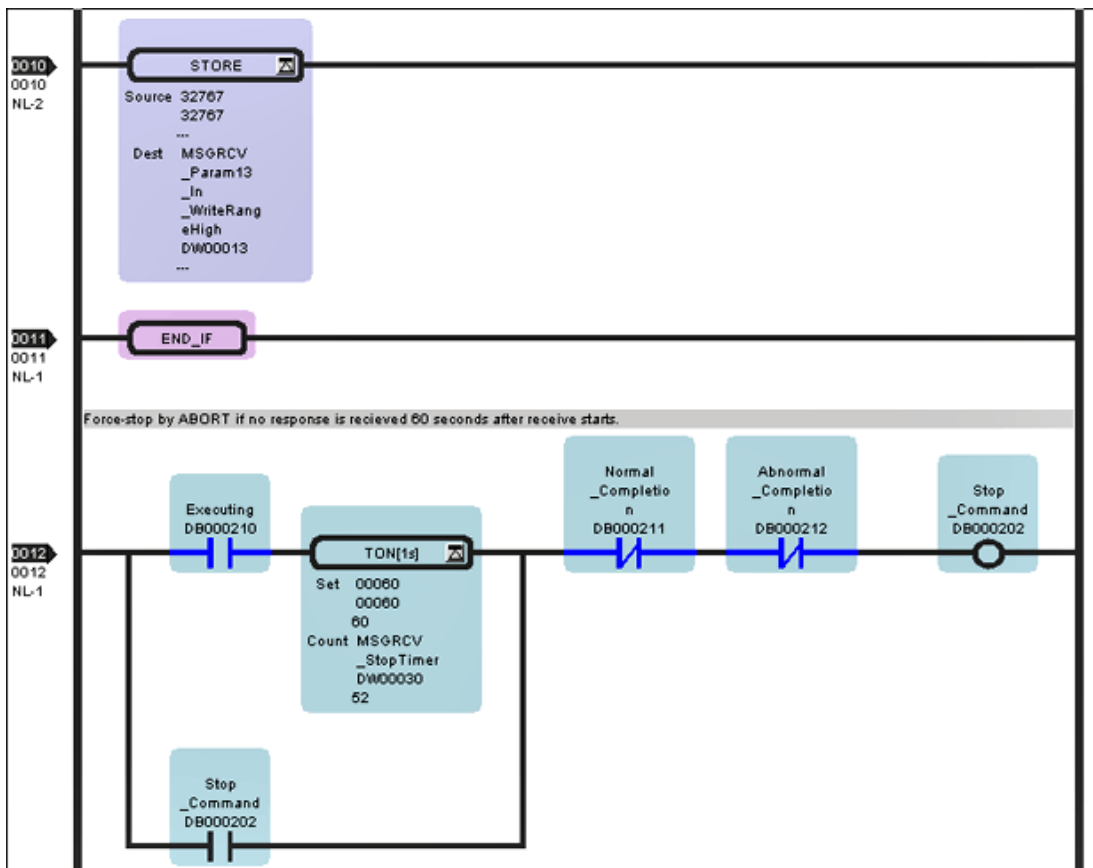 0010
0010
NL-2
STORE
Source 32767
32767
...
Dest MSGRCV
_Param13
_In
_WriteRang
eHigh
DW00013
...
0011
0011
NL-1
END_IF
Force-stop by ABORT if no response is recieved 60 seconds after receive starts.
0012
0012
NL-1
Executing
DB000210
TON[1s]
Set 00060
00060
60
Count MSGRCV
_StopTimer
DW00030
52
Normal
_Completio
n
DB000211
Abnormal
_Completio
n
DB000212
Stop
_Command
DB000202
Stop
_Command
DB000202